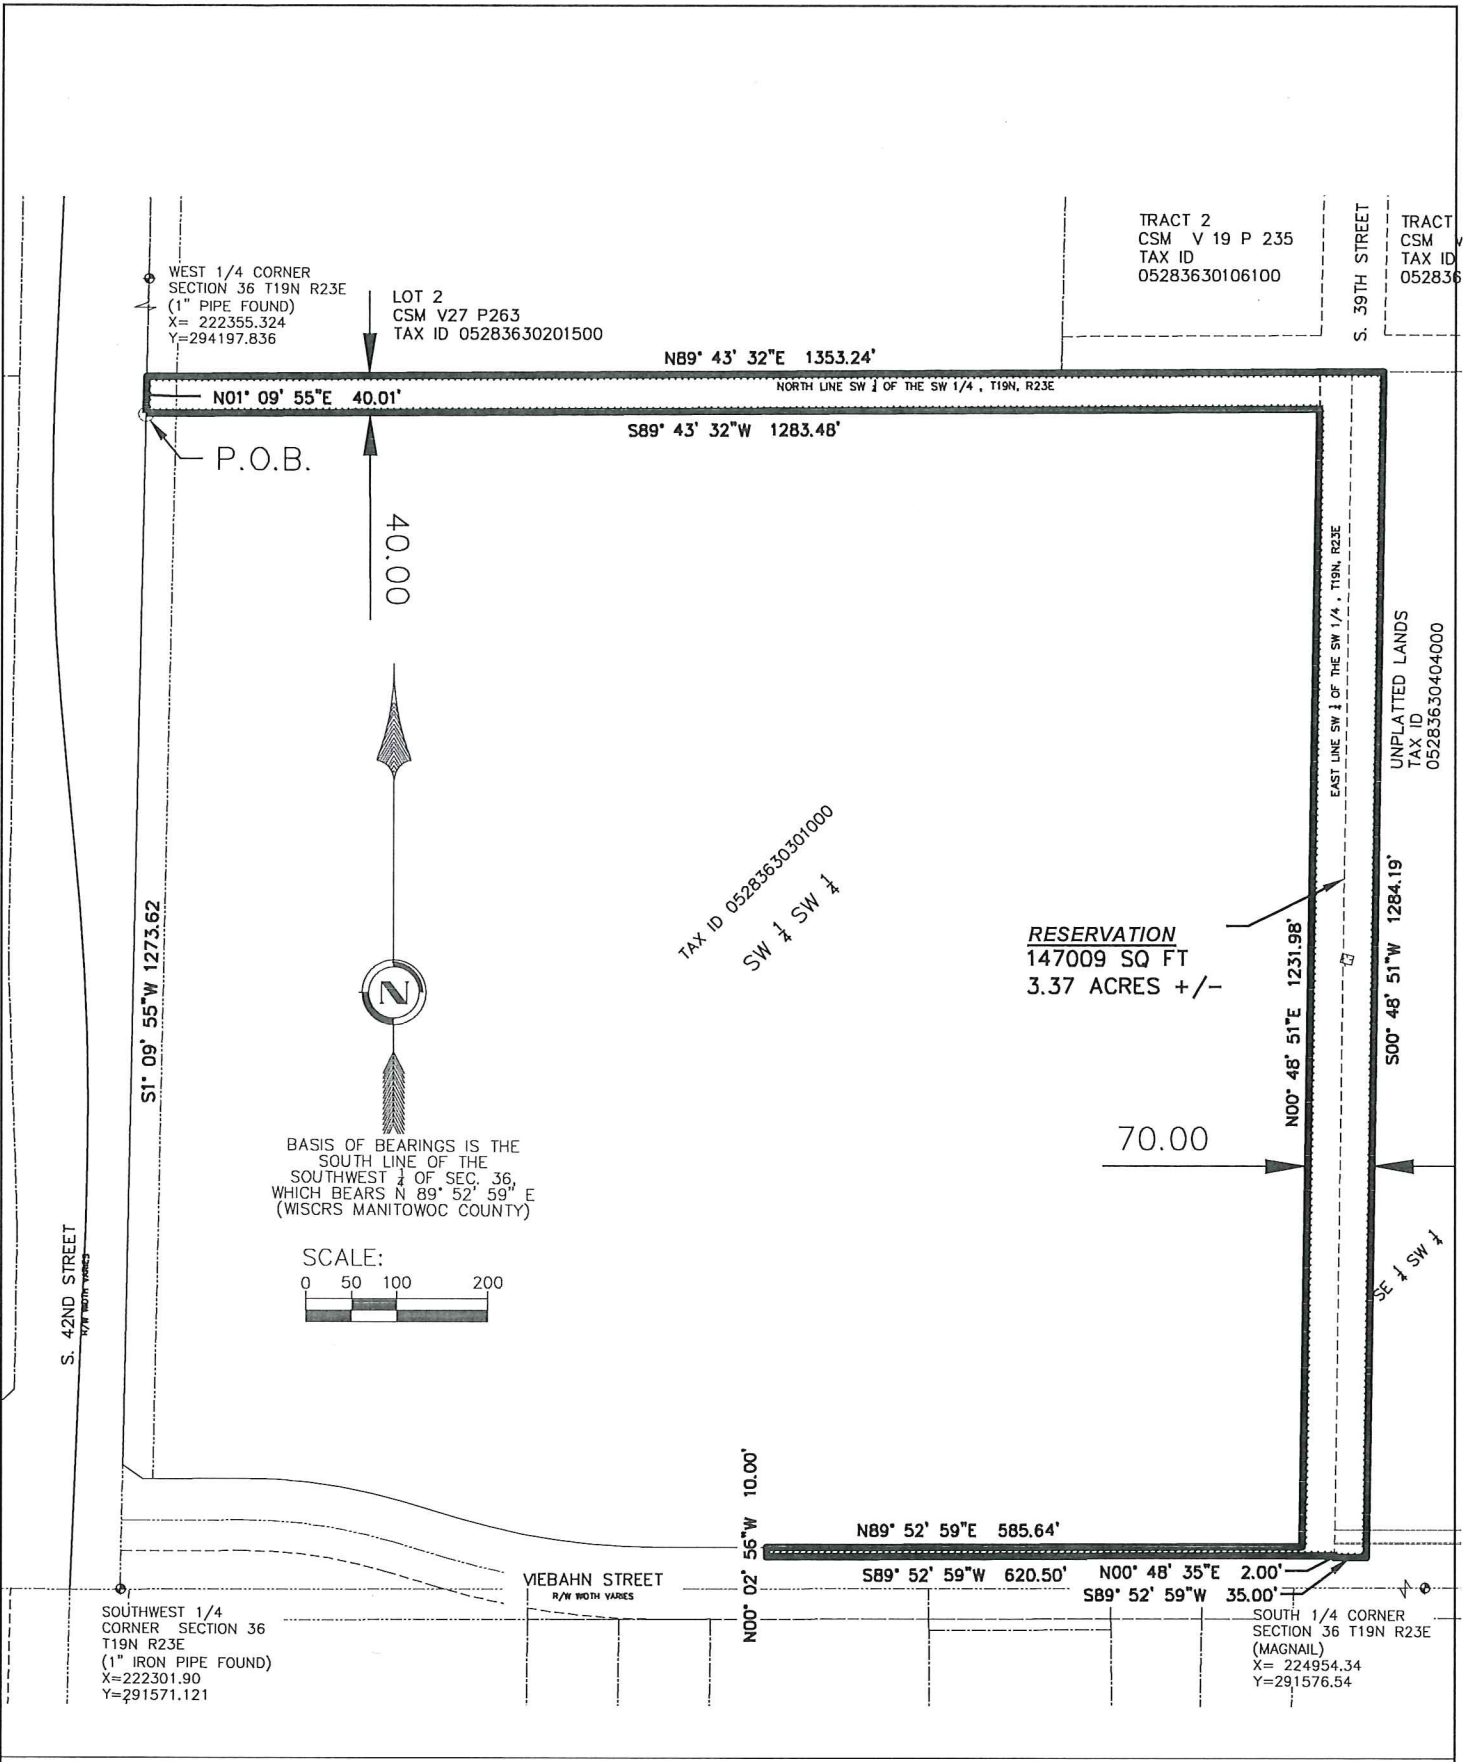 TRACT 2
CSM V 19 P 235
TAX ID
05283630106100
S. 39TH STREET
TRACT
CSM V
TAX ID
052836
WEST 1/4 CORNER
SECTION 36 T19N R23E
(1" PIPE FOUND)
X= 222355.324
Y=294197.836
LOT 2
CSM V27 P263
TAX ID 05283630201500
N89° 43' 32"E 1353.24'
NORTH LINE SW 1/4 OF THE SW 1/4 , T19N, R23E
N01° 09' 55"E 40.01'
S89° 43' 32"W 1283.48'
P.O.B.
40.00
EAST LINE SW 1/4 OF THE SW 1/4 , T19N, R23E
UNPLATTED LANDS
TAX ID
05283630404000
TAX ID 05283630301000
SW 1/4 SW 1/4
S1° 09' 55"W 1273.62
RESERVATION
147009 SQ FT
3.37 ACRES +/-
N00° 48' 51"E 1231.98'
S00° 48' 51"W 1284.19'
N
70.00
BASIS OF BEARINGS IS THE
SOUTH LINE OF THE
SOUTHWEST 1/4 OF SEC. 36,
WHICH BEARS N 89° 52' 59" E
(WISCRS MANITOWOC COUNTY)
SCALE:
0 50 100 200
S. 42ND STREET
R/W WIDTH VARIES
SE 1/4 SW 1/4
N00° 02' 56"W 10.00'
N89° 52' 59"E 585.64'
S89° 52' 59"W 620.50'
N00° 48' 35"E 2.00'
S89° 52' 59"W 35.00'
VIEBAHN STREET
R/W WIDTH VARIES
SOUTHWEST 1/4
CORNER SECTION 36
T19N R23E
(1" IRON PIPE FOUND)
X=222301.90
Y=291571.121
SOUTH 1/4 CORNER
SECTION 36 T19N R23E
(MAGNAIL)
X= 224954.34
Y=291576.54